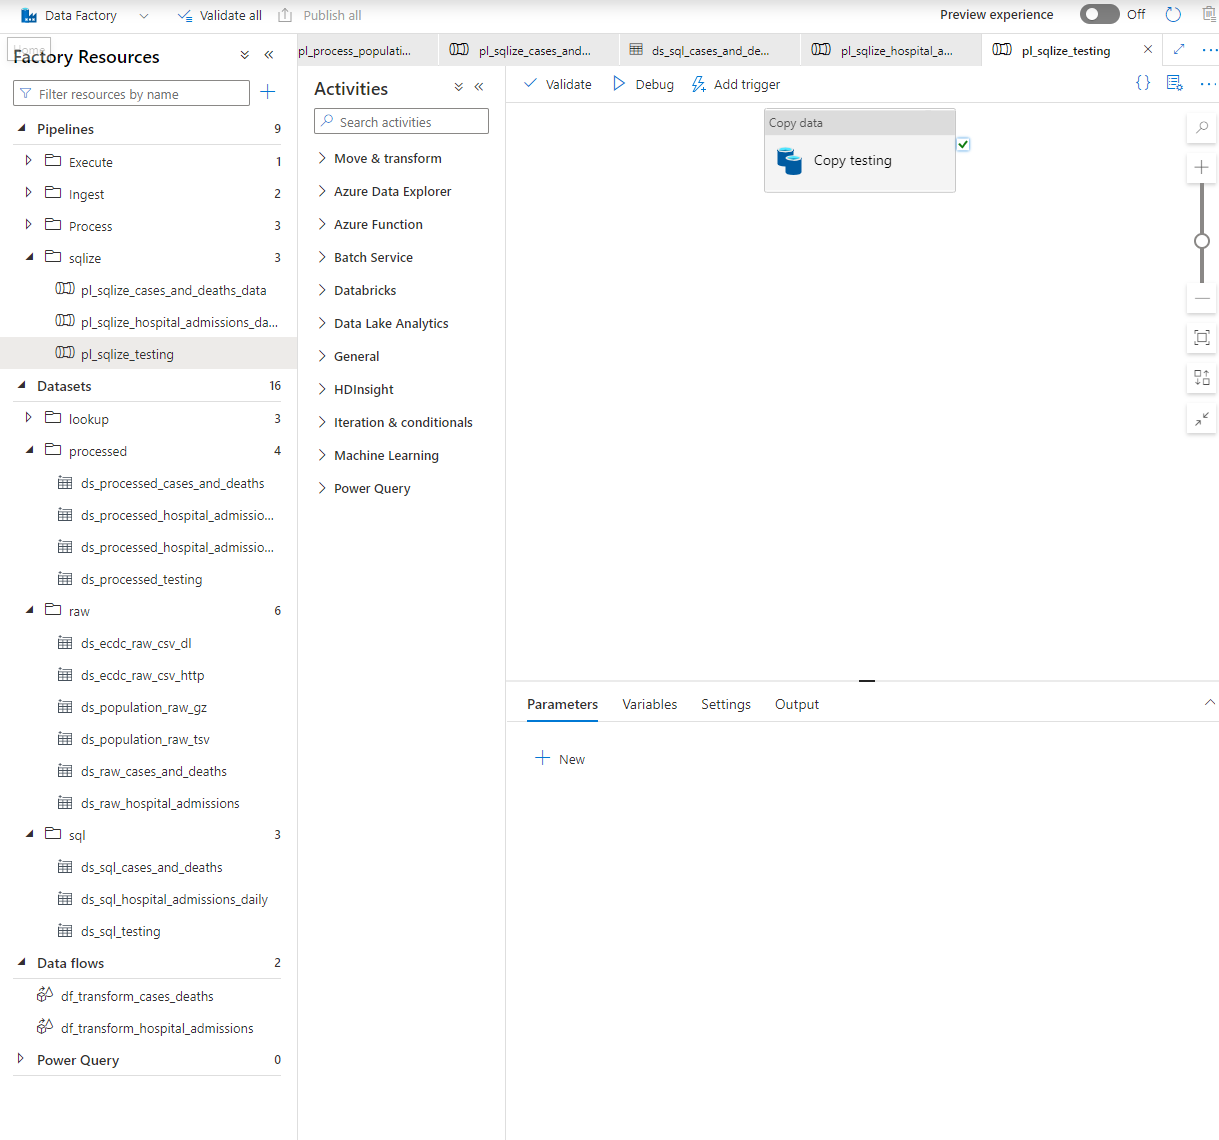 Data Factory
Validate all
Publish all
Preview experience
Off
Home
Factory Resources
Filter resources by name
Pipelines 9
Execute 1
Ingest 2
Process 3
sqlize 3
pl_sqlize_cases_and_deaths_data
pl_sqlize_hospital_admissions_da...
pl_sqlize_testing
Datasets 16
lookup 3
processed 4
ds_processed_cases_and_deaths
ds_processed_hospital_admissio...
ds_processed_hospital_admissio...
ds_processed_testing
raw 6
ds_ecdc_raw_csv_dl
ds_ecdc_raw_csv_http
ds_population_raw_gz
ds_population_raw_tsv
ds_raw_cases_and_deaths
ds_raw_hospital_admissions
sql 3
ds_sql_cases_and_deaths
ds_sql_hospital_admissions_daily
ds_sql_testing
Data flows 2
df_transform_cases_deaths
df_transform_hospital_admissions
Power Query 0
pl_process_populati...
pl_sqlize_cases_and...
ds_sql_cases_and_de...
pl_sqlize_hospital_a...
pl_sqlize_testing
Activities
Search activities
Move & transform
Azure Data Explorer
Azure Function
Batch Service
Databricks
Data Lake Analytics
General
HDInsight
Iteration & conditionals
Machine Learning
Power Query
Validate
Debug
Add trigger
{}
Copy data
Copy testing
Parameters
Variables
Settings
Output
New